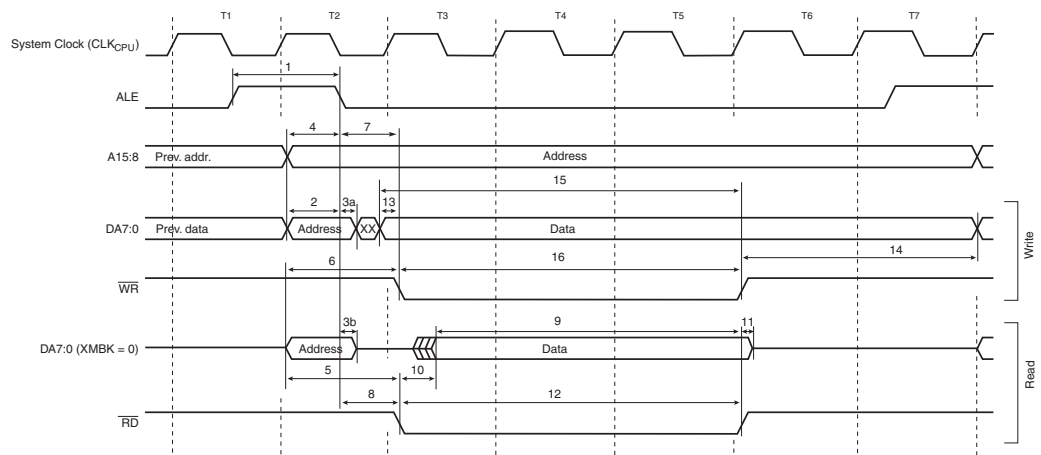 T1 T2 T3 T4 T5 T6 T7
System Clock (CLKCPU)
1
ALE
4 7
A15:8 Prev. addr. Address
15
2 3a 13
DA7:0 Prev. data Address XX Data
6 16 14
WR
Write
3b 9 11
DA7:0 (XMBK = 0) Address Data
5 10
8 12
RD
Read